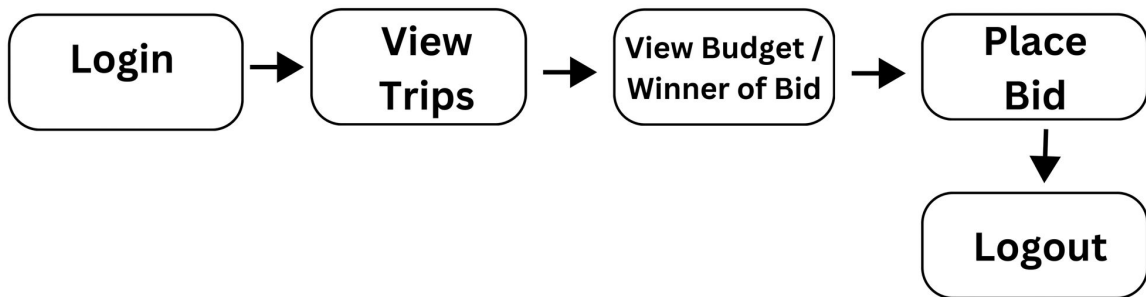 Login
View
Trips
View Budget /
Winner of Bid
Place
Bid
Logout